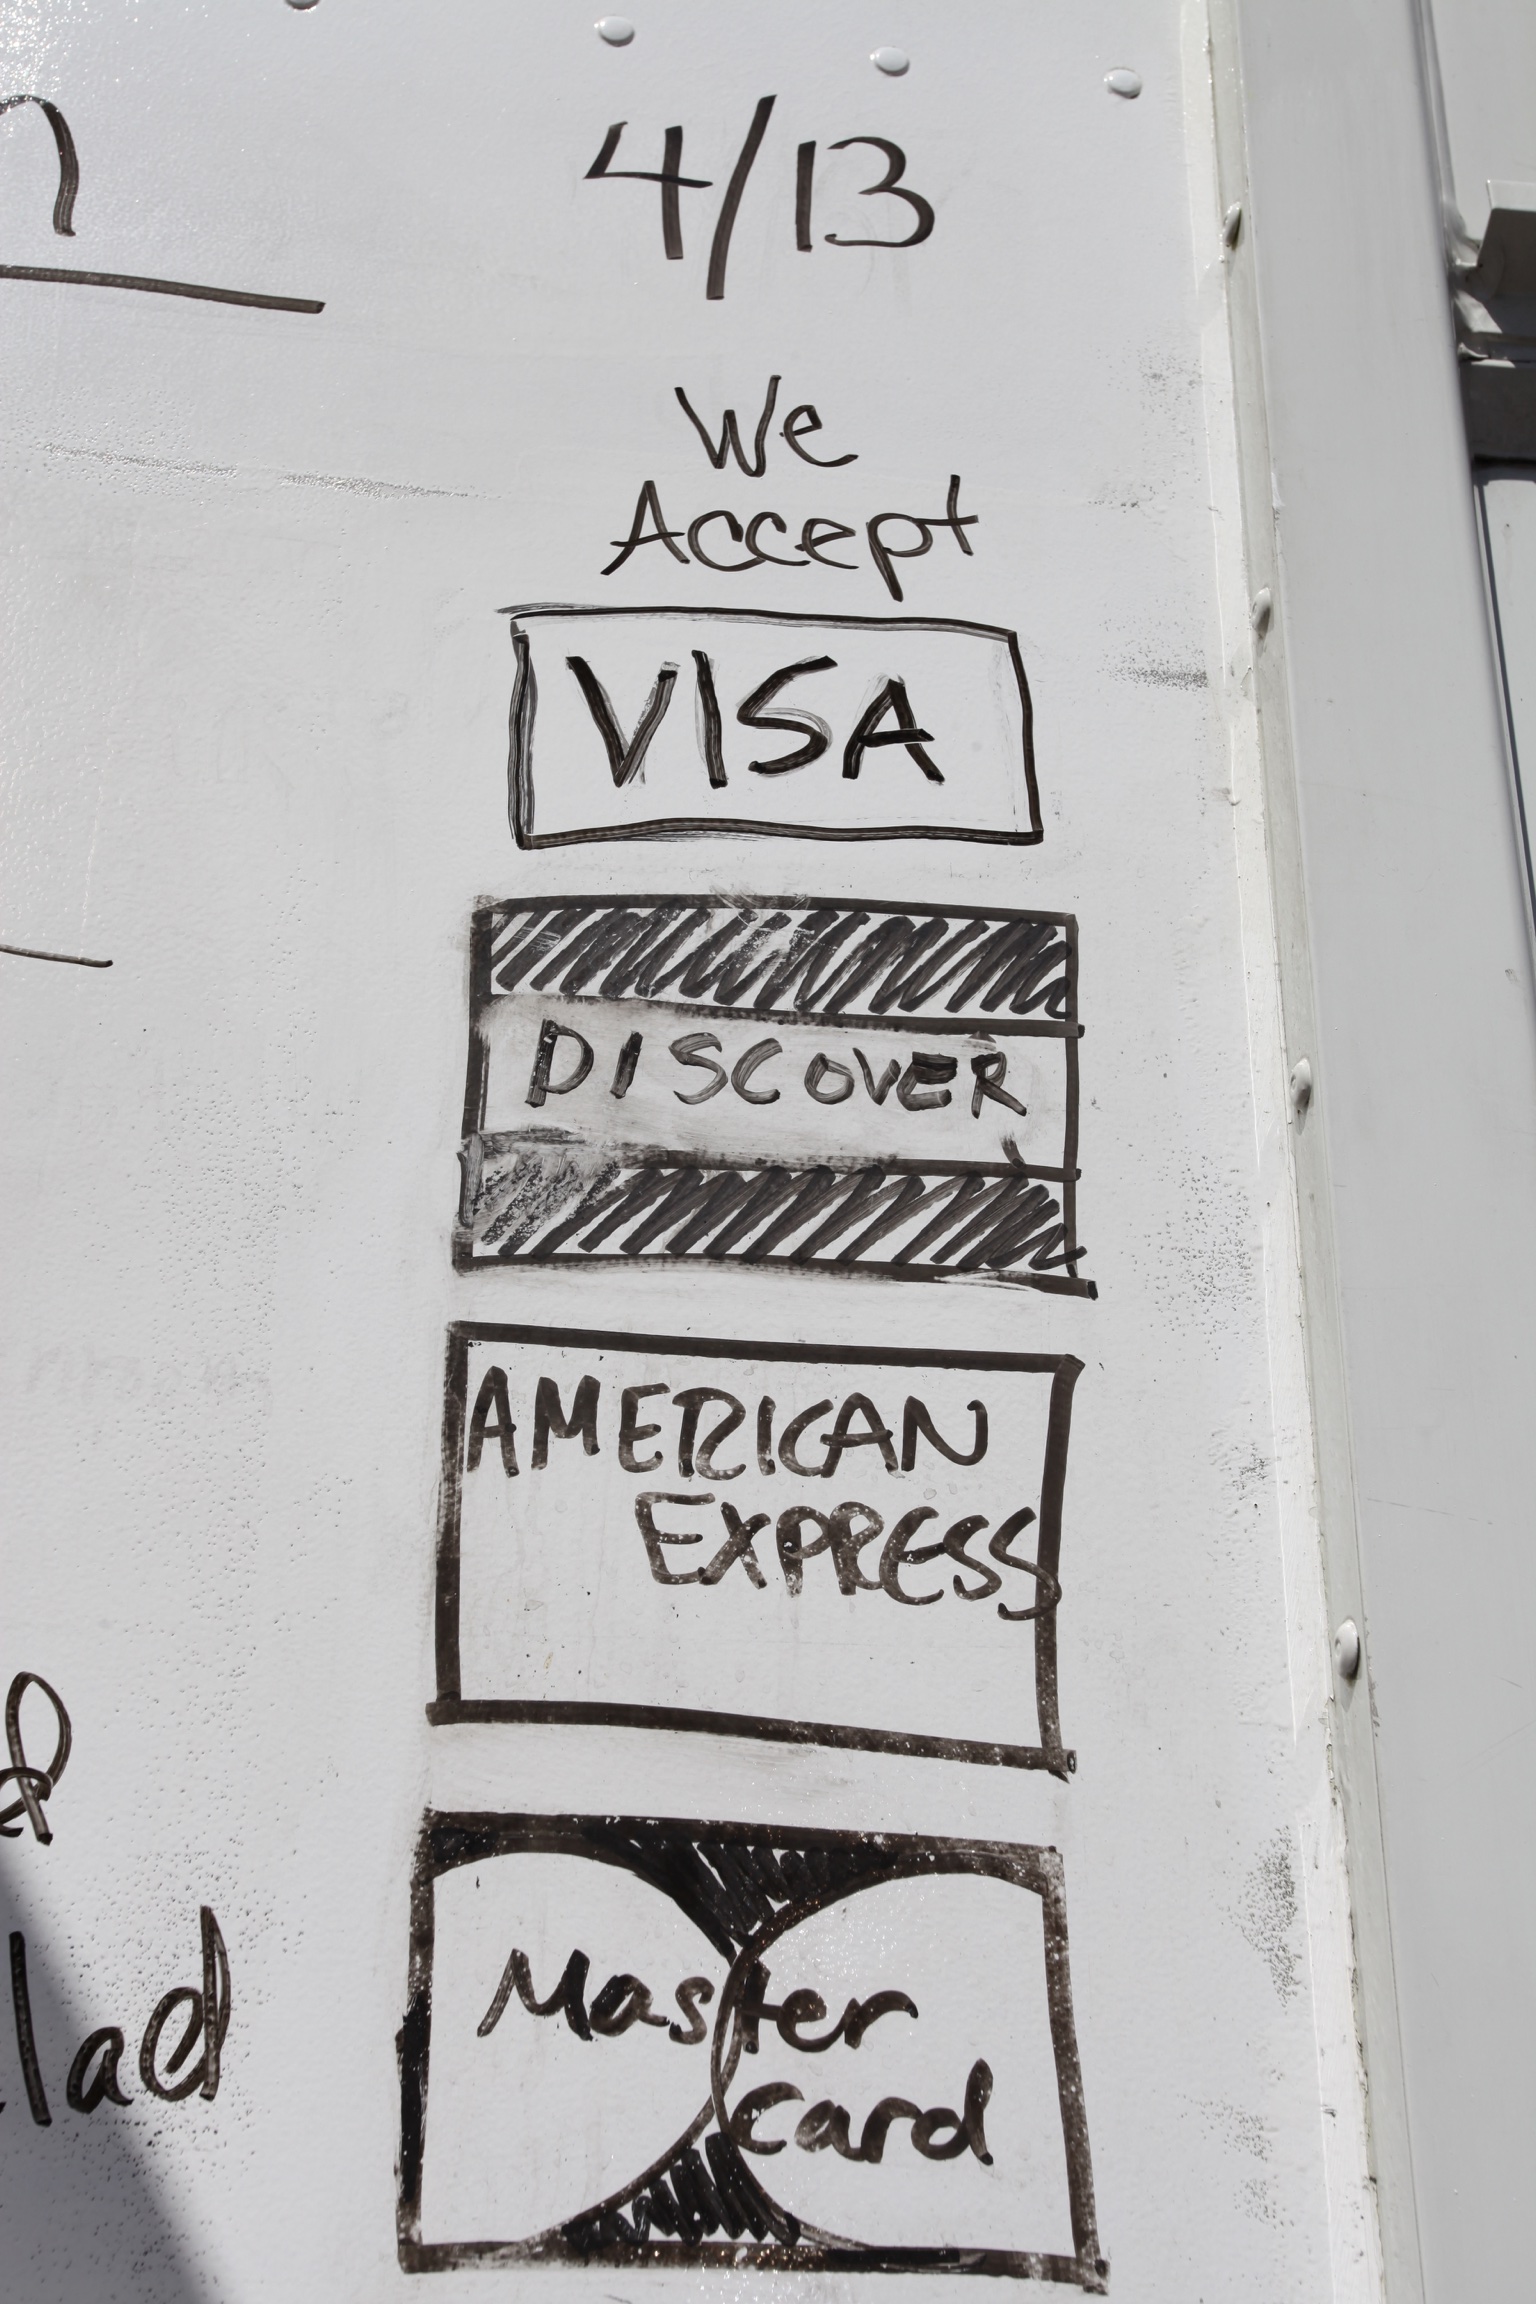 4/13
We
Accept
VISA
DISCOVER
AMERICAN
EXPRESS
Master
Card